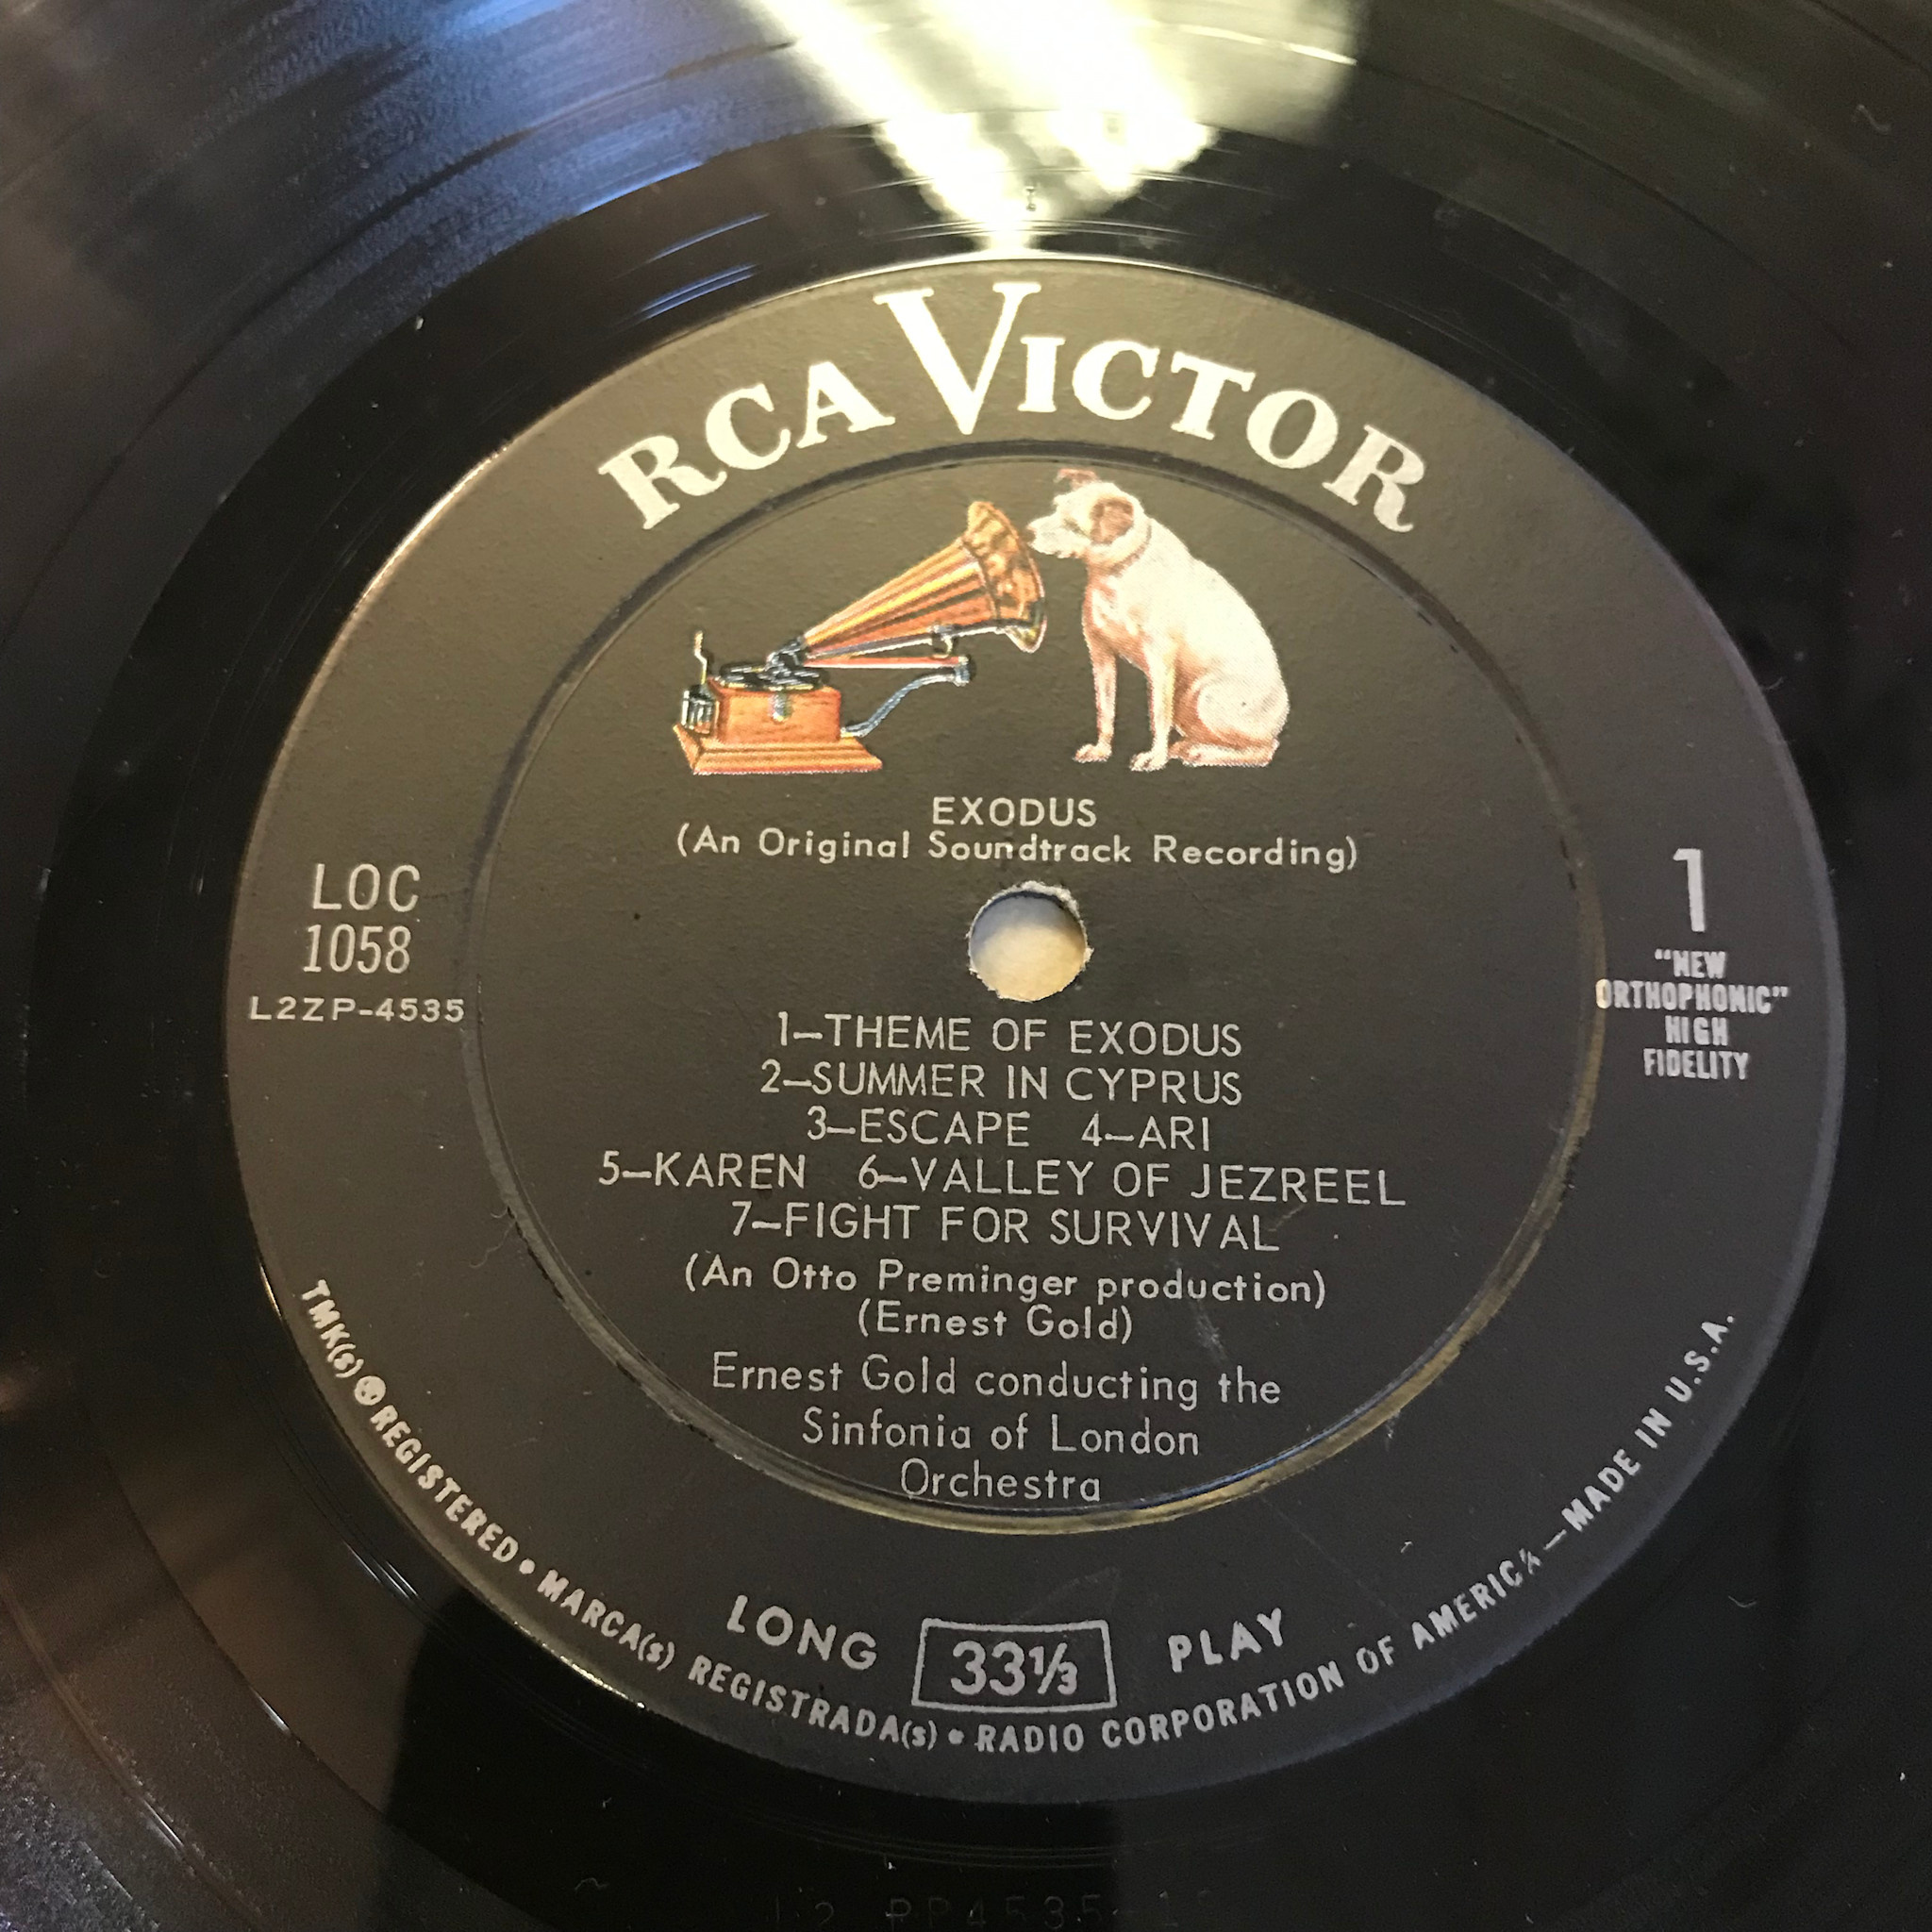 RCA VICTOR
EXODUS
(An Original Soundtrack Recording)
LOC
1058
L2ZP-4535
1
"NEW
ORTHOPHONIC"
HIGH
FIDELITY
1—THEME OF EXODUS
2—SUMMER IN CYPRUS
3—ESCAPE 4—ARI
5—KAREN 6—VALLEY OF JEZREEL
7—FIGHT FOR SURVIVAL
(An Otto Preminger production)
(Ernest Gold)
Ernest Gold conducting the
Sinfonia of London
Orchestra
LONG 33⅓ PLAY
TMK(s) REGISTERED • MARCA(s) REGISTRADA(s) • RADIO CORPORATION OF AMERICA—MADE IN U.S.A.